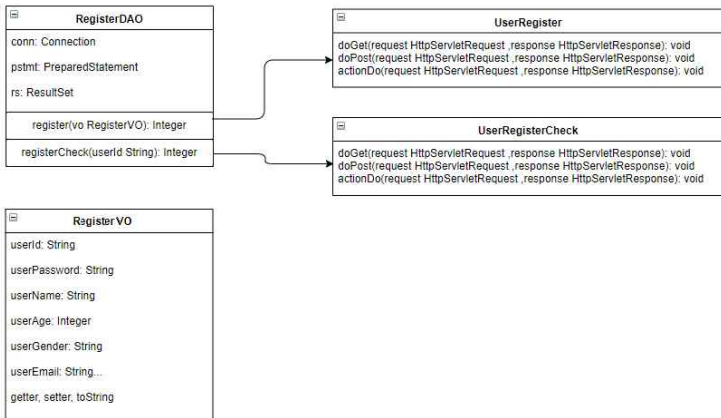 RegisterDAO
conn: Connection
pstmt: PreparedStatement
rs: ResultSet
register(vo RegisterVO): Integer
registerCheck(userId String): Integer
UserRegister
doGet(request HttpServletRequest ,response HttpServletResponse): void
doPost(request HttpServletRequest ,response HttpServletResponse): void
actionDo(request HttpServletRequest ,response HttpServletResponse): void
UserRegisterCheck
doGet(request HttpServletRequest ,response HttpServletResponse): void
doPost(request HttpServletRequest ,response HttpServletResponse): void
actionDo(request HttpServletRequest ,response HttpServletResponse): void
RegisterVO
userId: String
userPassword: String
userName: String
userAge: Integer
userGender: String
userEmail: String...
getter, setter, toString